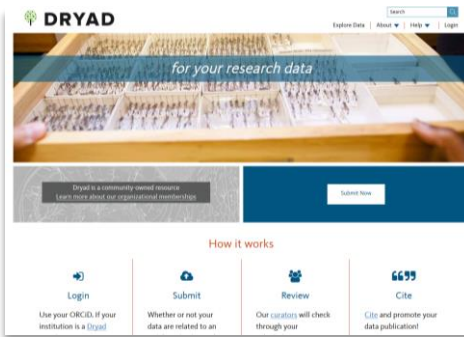 DRYAD
Search
Explore Data About Help Login
for your research data
Dryad is a community-owned resource
Learn more about our organizational memberships
Submit Now
How it works
Login
Submit
Review
Cite
Use your ORCiD. If your
institution is a Dryad
Whether or not your
data are related to an
Our curators will check
through your
Cite and promote your
data publication!